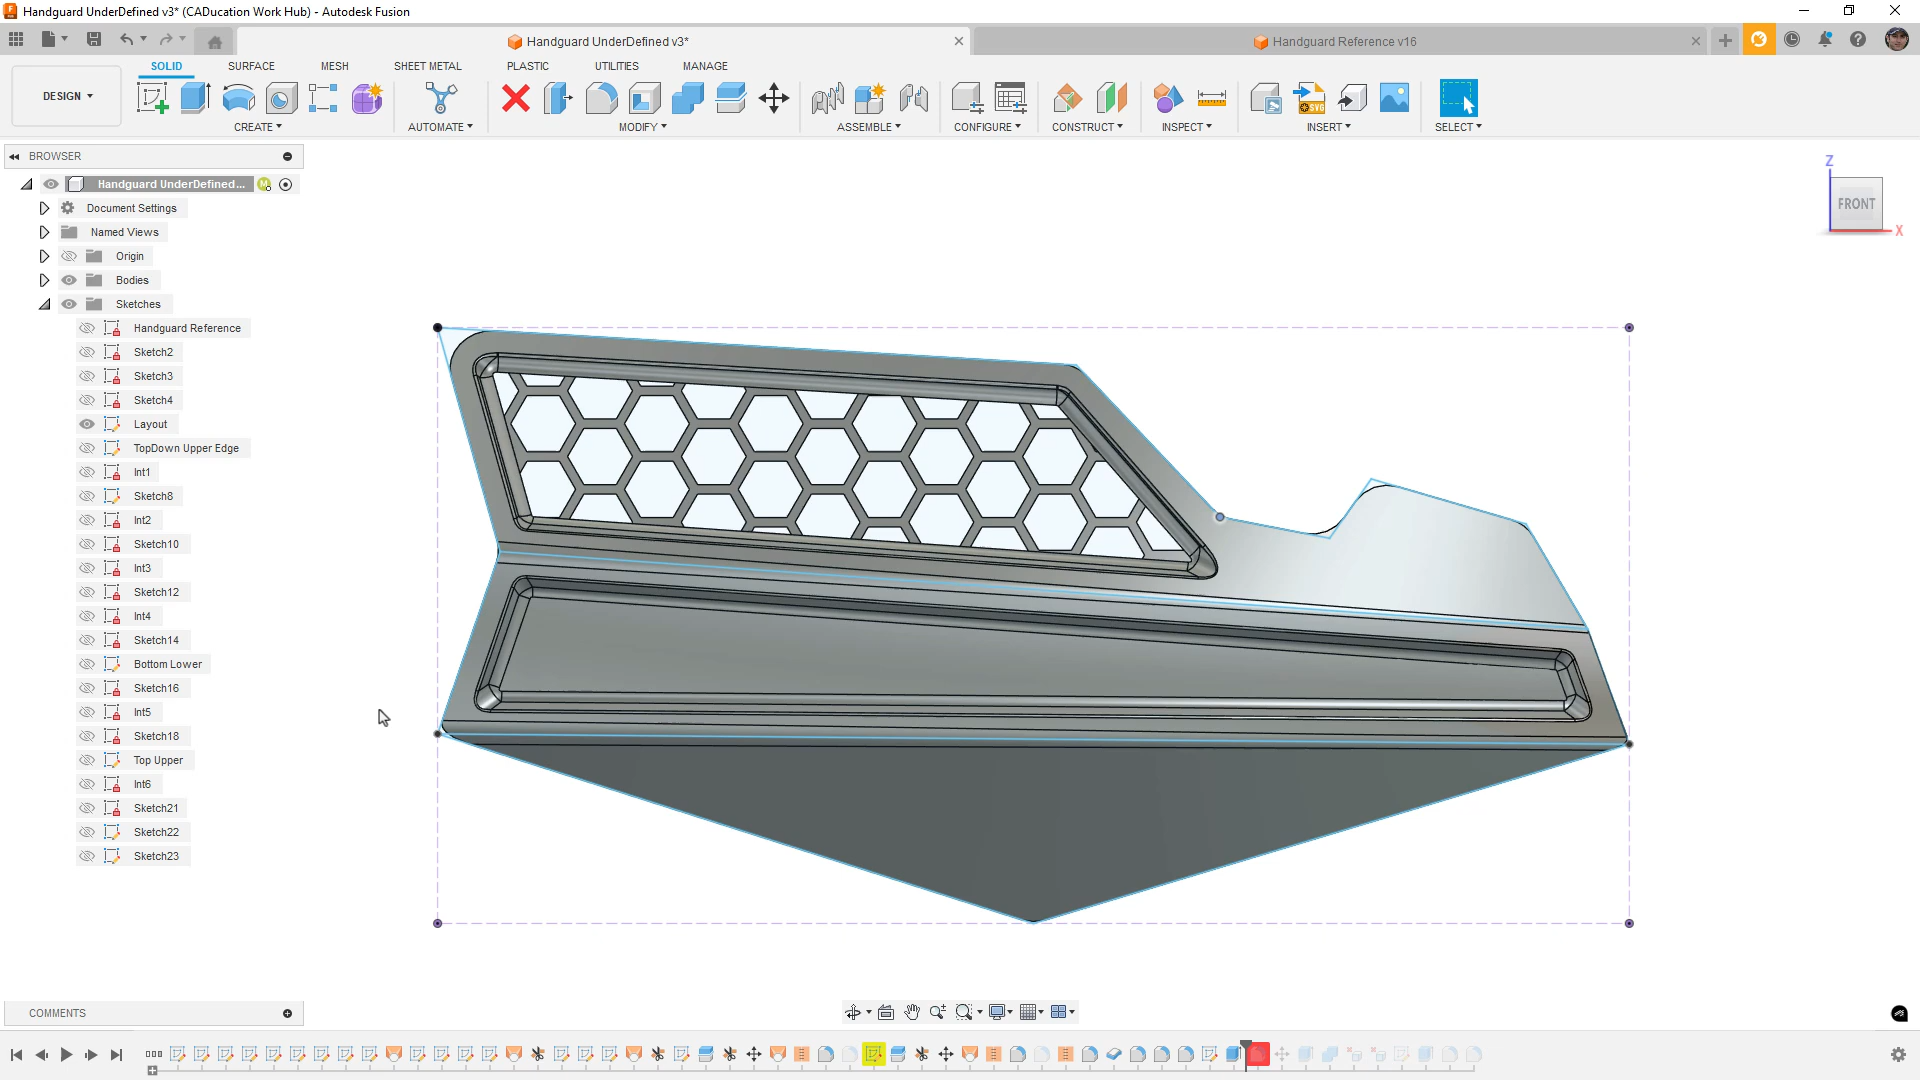 Handguard UnderDefined v3* (CADucation Work Hub) - Autodesk Fusion
Handguard UnderDefined v3*
Handguard Reference v16
DESIGN
SOLID
SURFACE
MESH
SHEET METAL
PLASTIC
UTILITIES
MANAGE
SVG
CREATE
AUTOMATE
MODIFY
ASSEMBLE
CONFIGURE
CONSTRUCT
INSPECT
INSERT
SELECT
BROWSER
Handguard UnderDefined...
M
Document Settings
Named Views
Origin
Bodies
Sketches
Handguard Reference
Sketch2
Sketch3
Sketch4
Layout
TopDown Upper Edge
Int1
Sketch8
Int2
Sketch10
Int3
Sketch12
Int4
Sketch14
Bottom Lower
Sketch16
Int5
Sketch18
Top Upper
Int6
Sketch21
Sketch22
Sketch23
Z
FRONT
X
COMMENTS